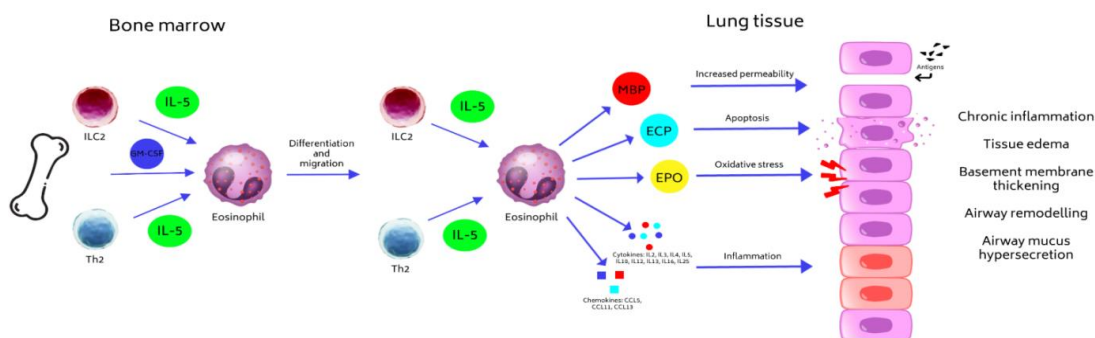 Bone marrow
Lung tissue
IL-5
ILC2
GM-CSF
Eosinophil
IL-5
Th2
Differentiation
and
migration
IL-5
ILC2
Eosinophil
IL-5
Th2
MBP
Increased permeability
ECP
Apoptosis
EPO
Oxidative stress
Cytokines: IL2, IL3, IL4, IL5,
IL10, IL12, IL13, IL16, IL25
Inflammation
Chemokines: CCL5,
CCL11, CCL13
Antigens
Chronic inflammation
Tissue edema
Basement membrane
thickening
Airway remodelling
Airway mucus
hypersecretion